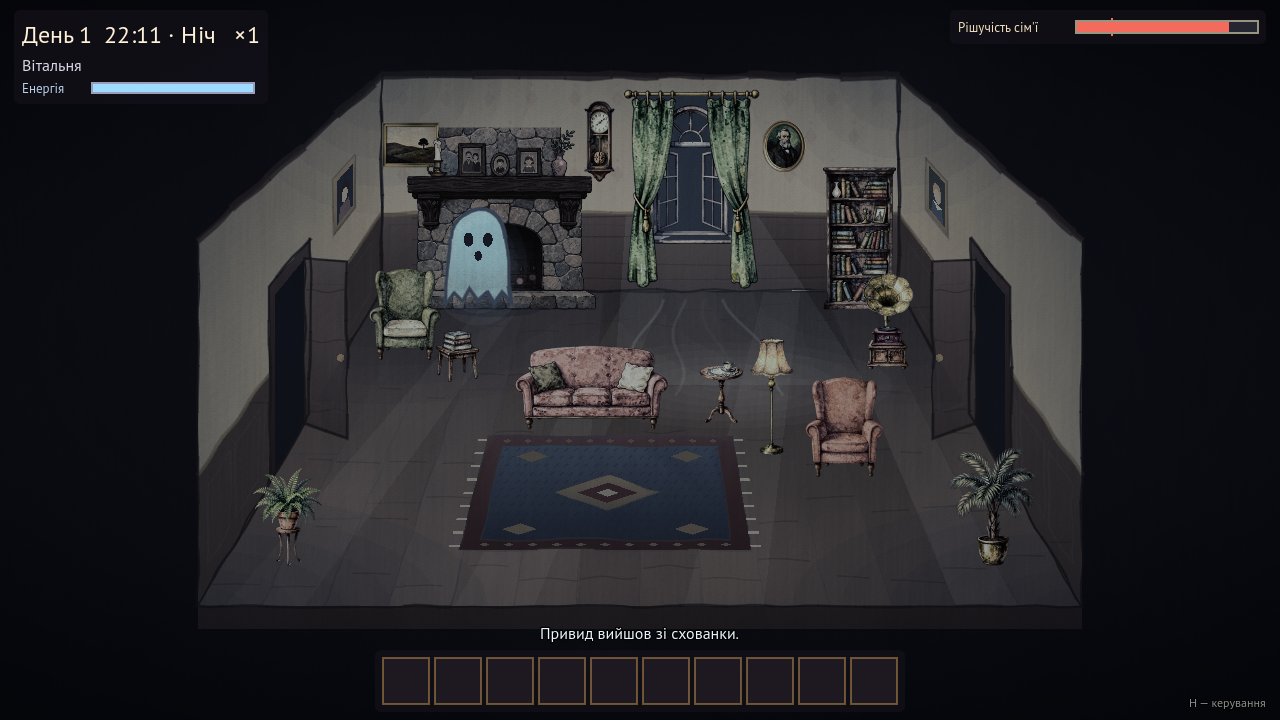 День 1 22:11 · Ніч ×1
Вітальня
Енергія
Рішучість сім'ї
Привид вийшов зі схованки.
H — керування